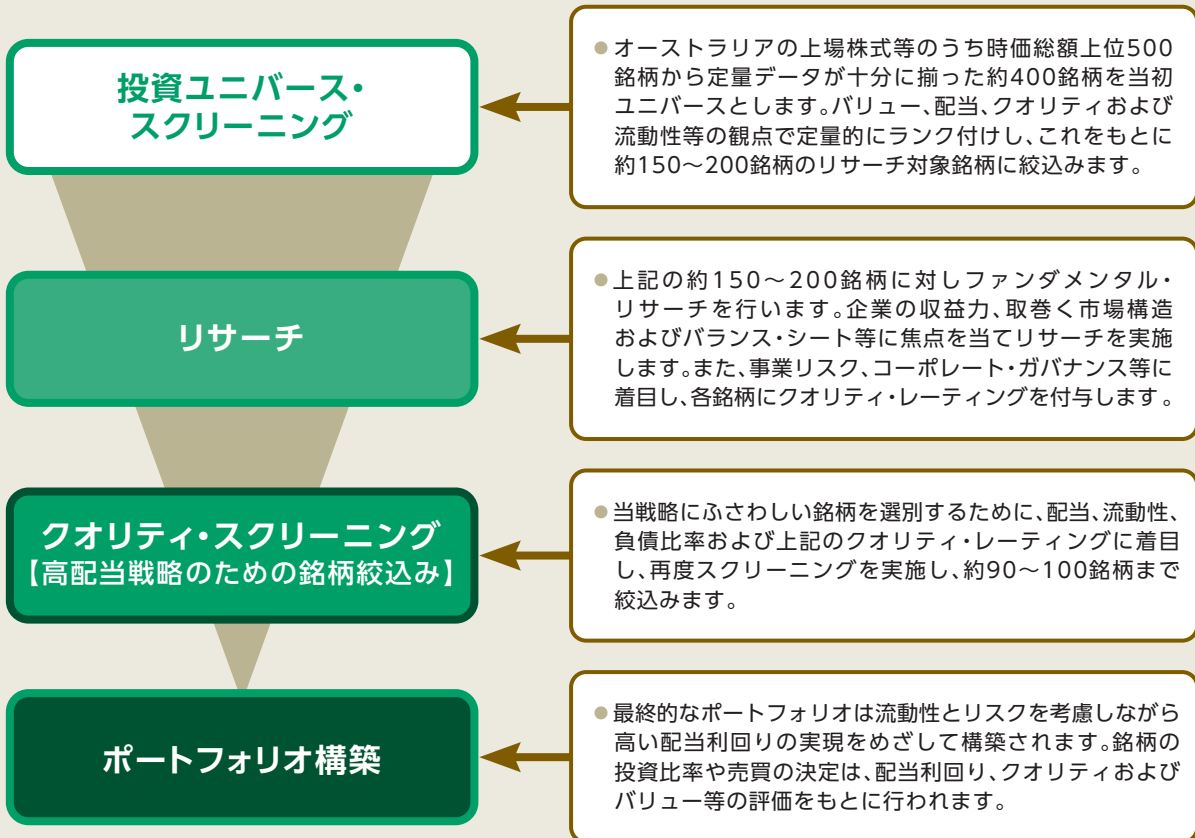 投資ユニバース・
スクリーニング
●オーストラリアの上場株式等のうち時価総額上位500
銘柄から定量データが十分に揃った約400銘柄を当初
ユニバースとします。バリュー、配当、クオリティおよび
流動性等の観点で定量的にランク付けし、これをもとに
約150～200銘柄のリサーチ対象銘柄に絞込みます。
リサーチ
●上記の約150～200銘柄に対しファンダメンタル・
リサーチを行います。企業の収益力、取巻く市場構造
およびバランス・シート等に焦点を当てリサーチを実施
します。また、事業リスク、コーポレート・ガバナンス等に
着目し、各銘柄にクオリティ・レーティングを付与します。
クオリティ・スクリーニング
【高配当戦略のための銘柄絞込み】
●当戦略にふさわしい銘柄を選別するために、配当、流動性、
負債比率および上記のクオリティ・レーティングに着目
し、再度スクリーニングを実施し、約90～100銘柄まで
絞込みます。
ポートフォリオ構築
●最終的なポートフォリオは流動性とリスクを考慮しながら
高い配当利回りの実現をめざして構築されます。銘柄の
投資比率や売買の決定は、配当利回り、クオリティおよび
バリュー等の評価をもとに行われます。